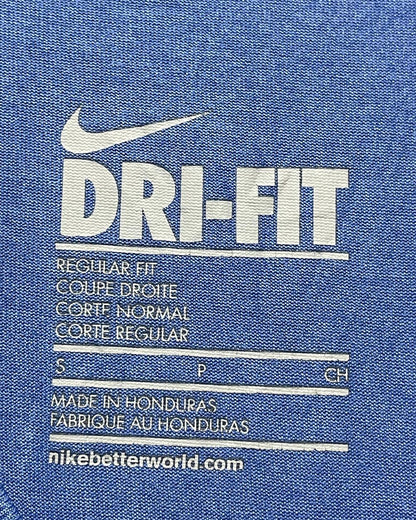 DRI-FIT
REGULAR FIT
COUPE DROITE
CORTE NORMAL
CORTE REGULAR
S P CH
MADE IN HONDURAS
FABRIQUE AU HONDURAS
nikebetterworld.com